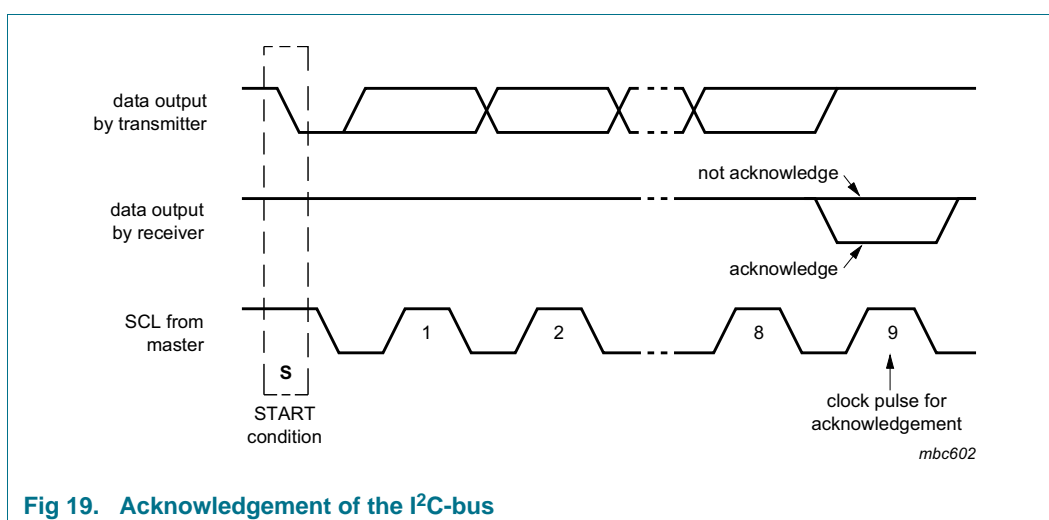 data output
by transmitter
not acknowledge
data output
by receiver
acknowledge
SCL from
master
1
2
8
9
S
START
condition
clock pulse for
acknowledgement
mbc602
Fig 19. Acknowledgement of the I²C-bus